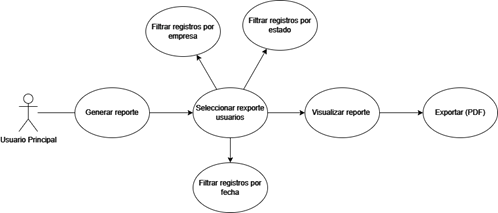 Filtrar registros por
empresa
Filtrar registros por
estado
Usuario Principal
Generar reporte
Seleccionar rexporte
usuarios
Visualizar reporte
Exportar (PDF)
Filtrar registros por
fecha